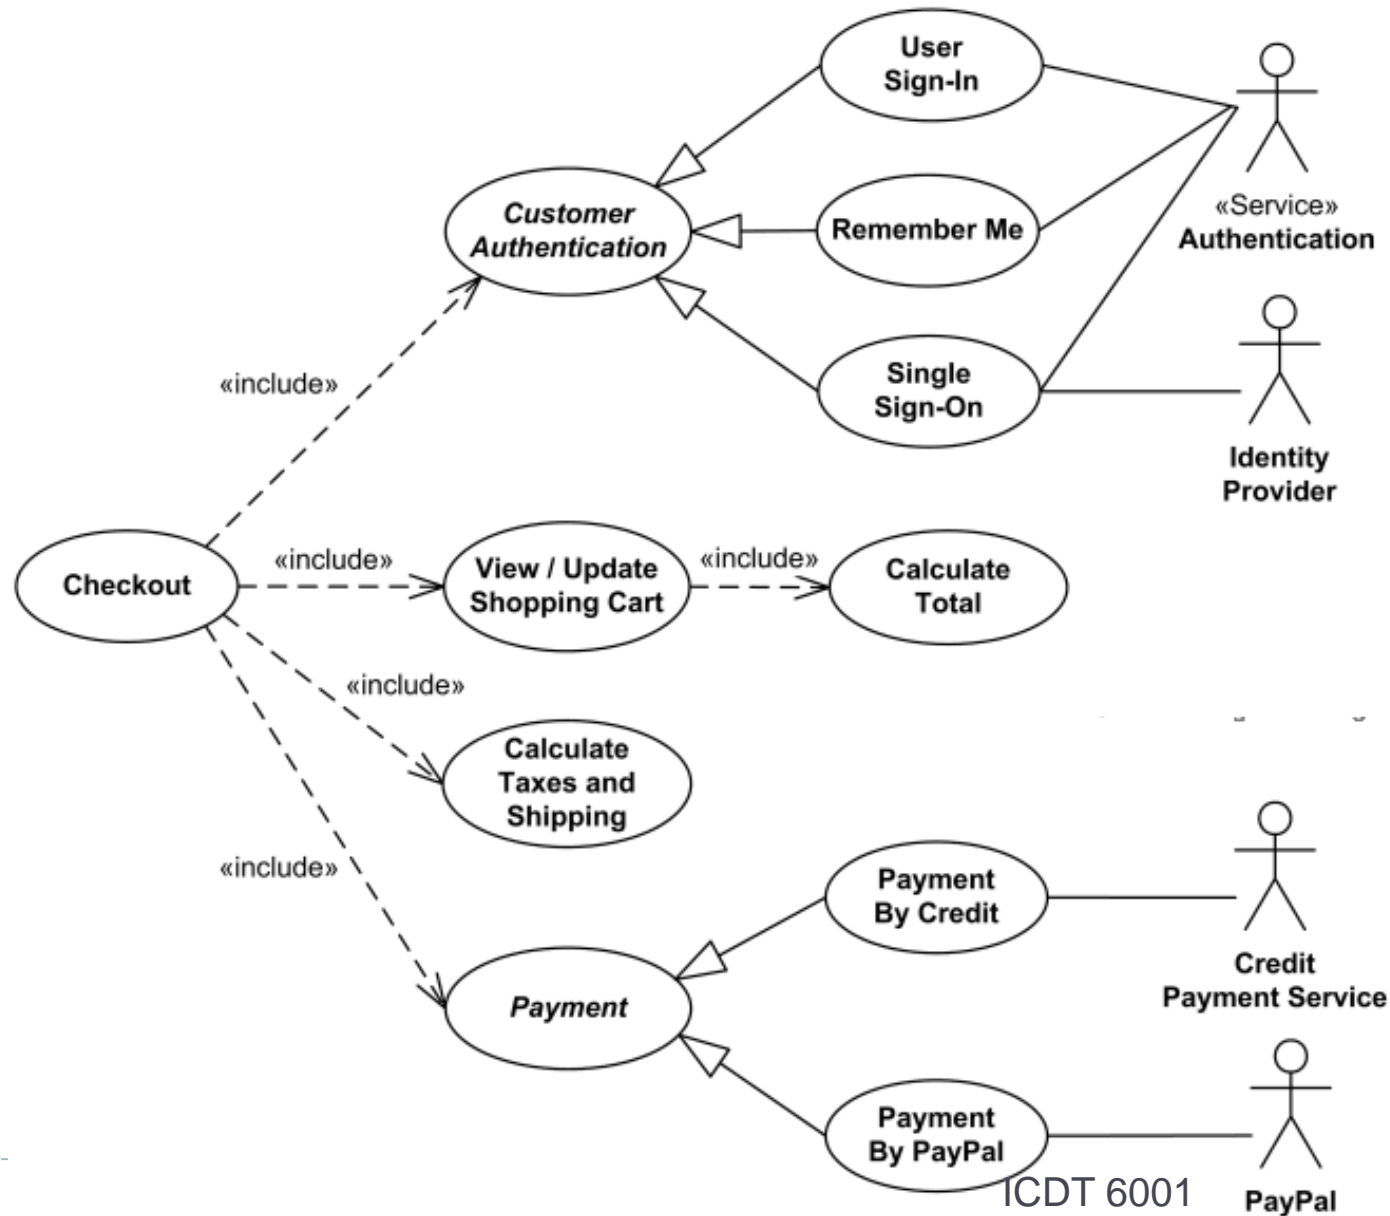 User
Sign-In
«Service»
Authentication
Customer
Authentication
Remember Me
Single
Sign-On
«include»
Identity
Provider
Checkout
«include»
View / Update
Shopping Cart
«include»
Calculate
Total
«include»
Calculate
Taxes and
Shipping
«include»
Payment
By Credit
Credit
Payment Service
Payment
Payment
By PayPal
PayPal
ICDT 6001